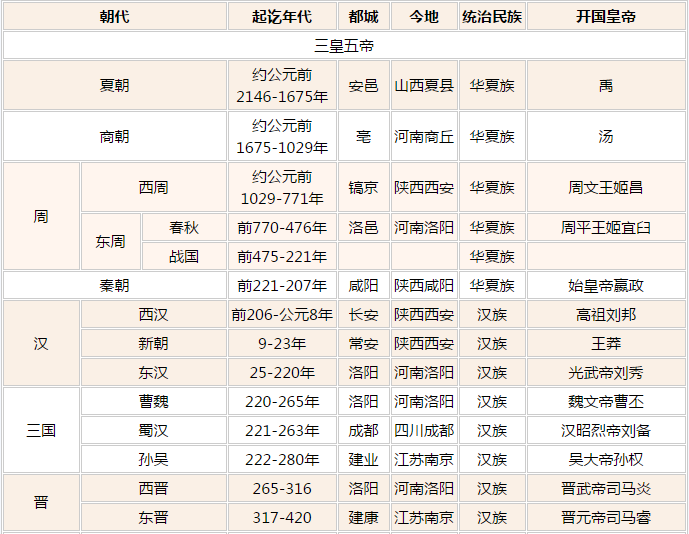 朝代 起讫年代 都城 今地 统治民族 开国皇帝
三皇五帝
夏朝 约公元前 2146-1675年 安邑 山西夏县 华夏族 禹
商朝 约公元前 1675-1029年 亳 河南商丘 华夏族 汤
周 西周 约公元前 1029-771年 镐京 陕西西安 华夏族 周文王姬昌
东周 春秋 前770-476年 洛邑 河南洛阳 华夏族 周平王姬宜臼
战国 前475-221年 华夏族
秦朝 前221-207年 咸阳 陕西咸阳 华夏族 始皇帝嬴政
汉 西汉 前206-公元8年 长安 陕西西安 汉族 高祖刘邦
新朝 9-23年 常安 陕西西安 汉族 王莽
东汉 25-220年 洛阳 河南洛阳 汉族 光武帝刘秀
三国 曹魏 220-265年 洛阳 河南洛阳 汉族 魏文帝曹丕
蜀汉 221-263年 成都 四川成都 汉族 汉昭烈帝刘备
孙吴 222-280年 建业 江苏南京 汉族 吴大帝孙权
晋 西晋 265-316 洛阳 河南洛阳 汉族 晋武帝司马炎
东晋 317-420 建康 江苏南京 汉族 晋元帝司马睿